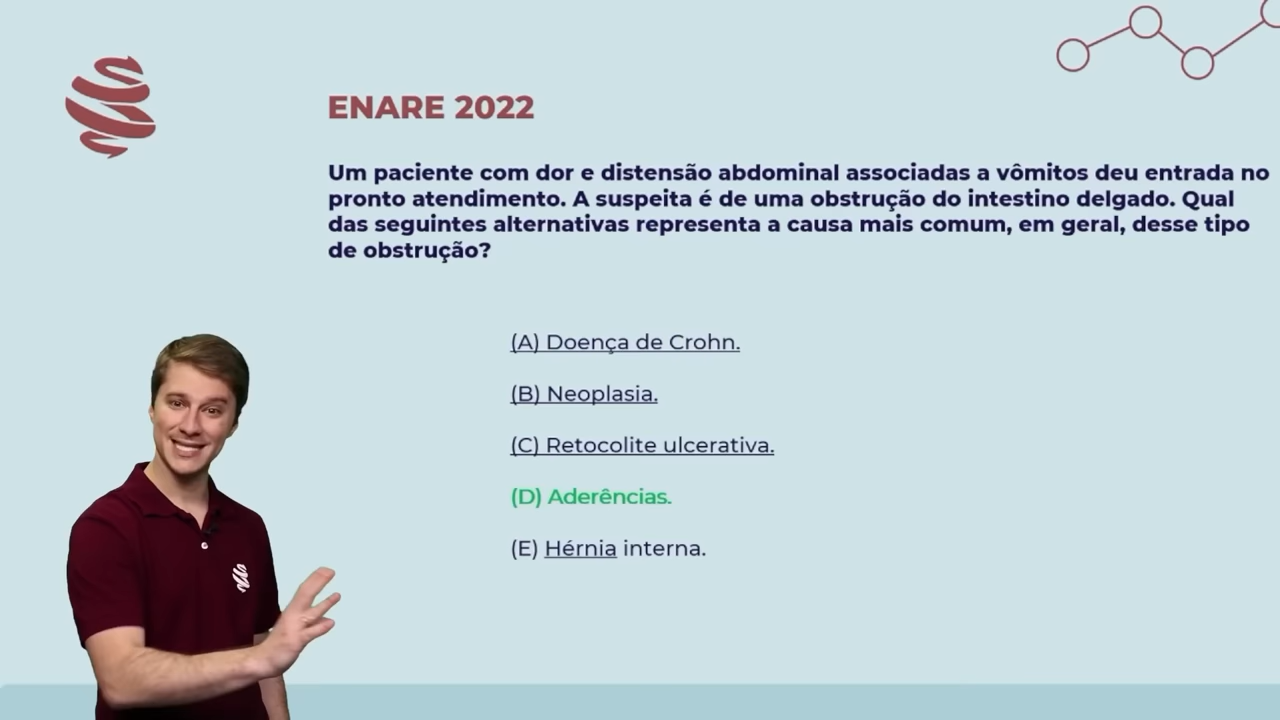 ENARE 2022
Um paciente com dor e distensão abdominal associadas a vômitos deu entrada no
pronto atendimento. A suspeita é de uma obstrução do intestino delgado. Qual
das seguintes alternativas representa a causa mais comum, em geral, desse tipo
de obstrução?
(A) Doença de Crohn.
(B) Neoplasia.
(C) Retocolite ulcerativa.
(D) Aderências.
(E) Hérnia interna.